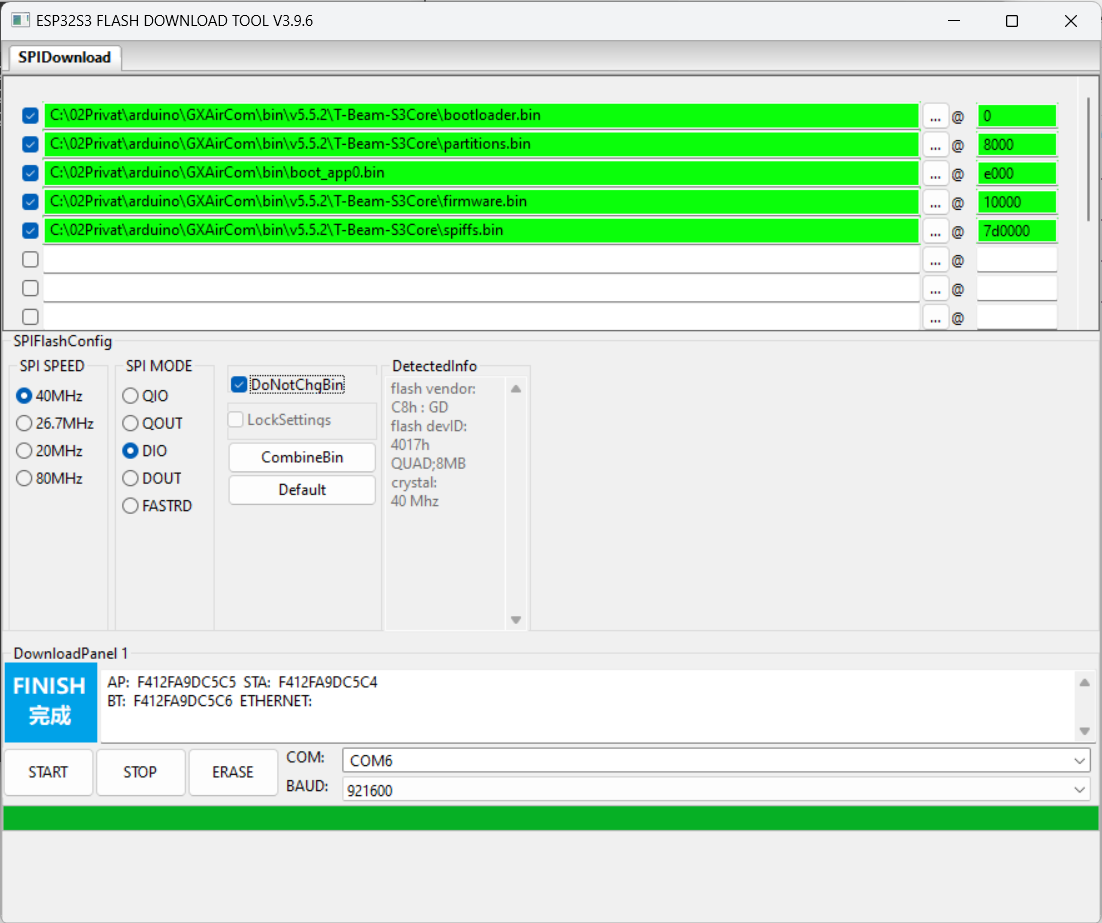 ESP32S3 FLASH DOWNLOAD TOOL V3.9.6
SPIDownload
C:\02Privat\arduino\GXAirCom\bin\v5.5.2\T-Beam-S3Core\bootloader.bin ... @ 0
C:\02Privat\arduino\GXAirCom\bin\v5.5.2\T-Beam-S3Core\partitions.bin ... @ 8000
C:\02Privat\arduino\GXAirCom\bin\boot_app0.bin ... @ e000
C:\02Privat\arduino\GXAirCom\bin\v5.5.2\T-Beam-S3Core\firmware.bin ... @ 10000
C:\02Privat\arduino\GXAirCom\bin\v5.5.2\T-Beam-S3Core\spiffs.bin ... @ 7d0000
... @
... @
... @
SPIFlashConfig
SPI SPEED
40MHz
26.7MHz
20MHz
80MHz
SPI MODE
QIO
QOUT
DIO
DOUT
FASTRD
DoNotChgBin
LockSettings
CombineBin
Default
DetectedInfo
flash vendor:
C8h : GD
flash devID:
4017h
QUAD;8MB
crystal:
40 Mhz
DownloadPanel 1
FINISH
完成
AP: F412FA9DC5C5 STA: F412FA9DC5C4
BT: F412FA9DC5C6 ETHERNET:
START
STOP
ERASE
COM: COM6
BAUD: 921600